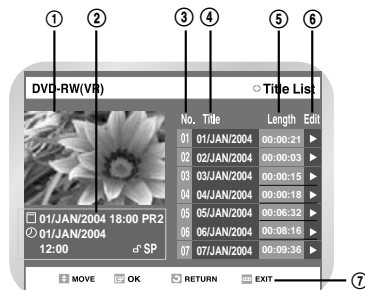 ① ② ③ ④ ⑤ ⑥
DVD-RW(VR) Title List
No. Title Length Edit
01 01/JAN/2004 00:00:21 ►
02 02/JAN/2004 00:00:03 ►
03 03/JAN/2004 00:00:15 ►
04 04/JAN/2004 00:00:18 ►
05 05/JAN/2004 00:06:32 ►
06 06/JAN/2004 00:08:16 ►
07 07/JAN/2004 00:09:36 ►
01/JAN/2004 18:00 PR2
01/JAN/2004
12:00 SP
MOVE OK RETURN EXIT ⑦